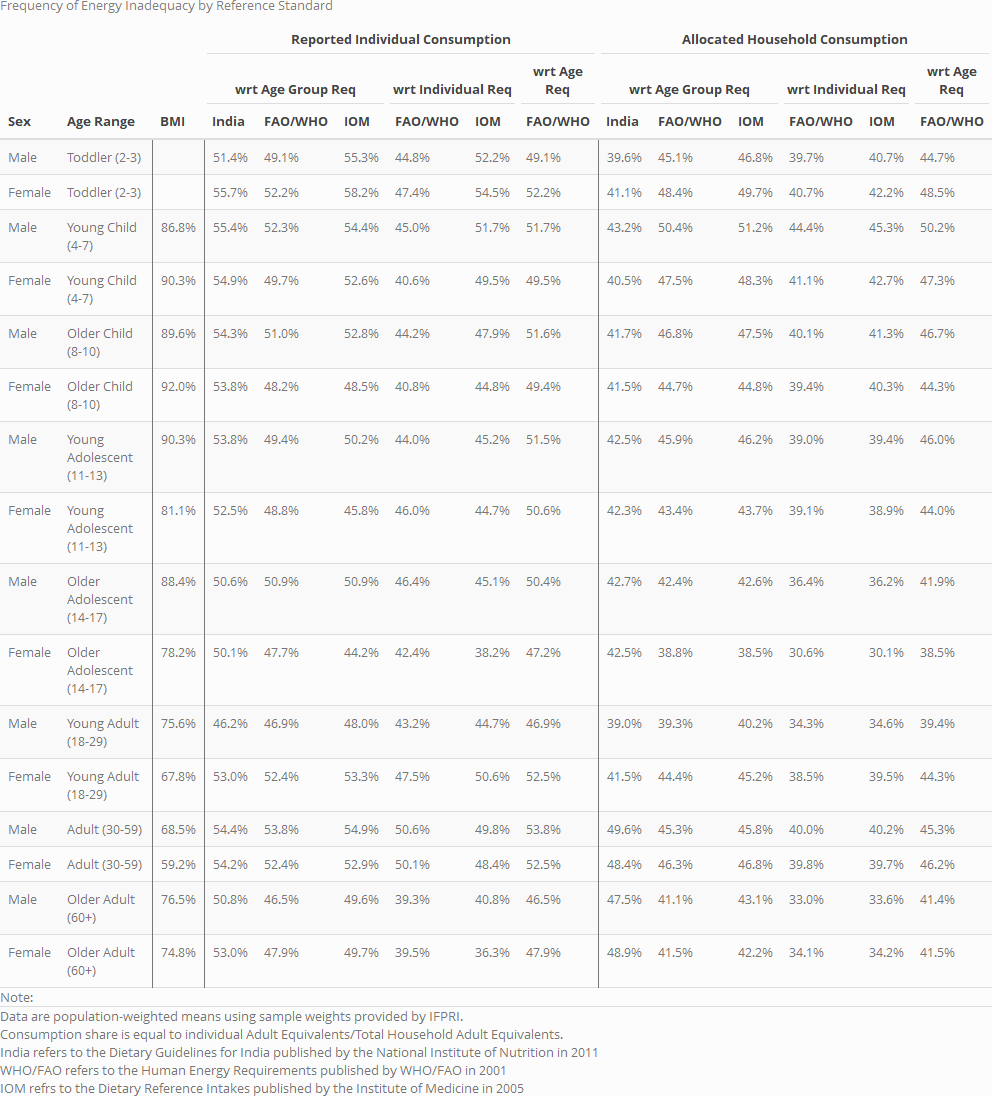 Frequency of Energy Inadequacy by Reference Standard
Reported Individual Consumption Allocated Household Consumption
wrt Age Group Req wrt Individual Req wrt Age Req wrt Age Group Req wrt Individual Req wrt Age Req
Sex Age Range BMI India FAO/WHO IOM FAO/WHO IOM FAO/WHO India FAO/WHO IOM FAO/WHO IOM FAO/WHO
Male Toddler (2-3) 51.4% 49.1% 55.3% 44.8% 52.2% 49.1% 39.6% 45.1% 46.8% 39.7% 40.7% 44.7%
Female Toddler (2-3) 55.7% 52.2% 58.2% 47.4% 54.5% 52.2% 41.1% 48.4% 49.7% 40.7% 42.2% 48.5%
Male Young Child (4-7) 86.8% 55.4% 52.3% 54.4% 45.0% 51.7% 51.7% 43.2% 50.4% 51.2% 44.4% 45.3% 50.2%
Female Young Child (4-7) 90.3% 54.9% 49.7% 52.6% 40.6% 49.5% 49.5% 40.5% 47.5% 48.3% 41.1% 42.7% 47.3%
Male Older Child (8-10) 89.6% 54.3% 51.0% 52.8% 44.2% 47.9% 51.6% 41.7% 46.8% 47.5% 40.1% 41.3% 46.7%
Female Older Child (8-10) 92.0% 53.8% 48.2% 48.5% 40.8% 44.8% 49.4% 41.5% 44.7% 44.8% 39.4% 40.3% 44.3%
Male Young Adolescent (11-13) 90.3% 53.8% 49.4% 50.2% 44.0% 45.2% 51.5% 42.5% 45.9% 46.2% 39.0% 39.4% 46.0%
Female Young Adolescent (11-13) 81.1% 52.5% 48.8% 45.8% 46.0% 44.7% 50.6% 42.3% 43.4% 43.7% 39.1% 38.9% 44.0%
Male Older Adolescent (14-17) 88.4% 50.6% 50.9% 50.9% 46.4% 45.1% 50.4% 42.7% 42.4% 42.6% 36.4% 36.2% 41.9%
Female Older Adolescent (14-17) 78.2% 50.1% 47.7% 44.2% 42.4% 38.2% 47.2% 42.5% 38.8% 38.5% 30.6% 30.1% 38.5%
Male Young Adult (18-29) 75.6% 46.2% 46.9% 48.0% 43.2% 44.7% 46.9% 39.0% 39.3% 40.2% 34.3% 34.6% 39.4%
Female Young Adult (18-29) 67.8% 53.0% 52.4% 53.3% 47.5% 50.6% 52.5% 41.5% 44.4% 45.2% 38.5% 39.5% 44.3%
Male Adult (30-59) 68.5% 54.4% 53.8% 54.9% 50.6% 49.8% 53.8% 49.6% 45.3% 45.8% 40.0% 40.2% 45.3%
Female Adult (30-59) 59.2% 54.2% 52.4% 52.9% 50.1% 48.4% 52.5% 48.4% 46.3% 46.8% 39.8% 39.7% 46.2%
Male Older Adult (60+) 76.5% 50.8% 46.5% 49.6% 39.3% 40.8% 46.5% 47.5% 41.1% 43.1% 33.0% 33.6% 41.4%
Female Older Adult (60+) 74.8% 53.0% 47.9% 49.7% 39.5% 36.3% 47.9% 48.9% 41.5% 42.2% 34.1% 34.2% 41.5%
Note:
Data are population-weighted means using sample weights provided by IFPRI.
Consumption share is equal to individual Adult Equivalents/Total Household Adult Equivalents.
India refers to the Dietary Guidelines for India published by the National Institute of Nutrition in 2011
WHO/FAO refers to the Human Energy Requirements published by WHO/FAO in 2001
IOM refrs to the Dietary Reference Intakes published by the Institute of Medicine in 2005